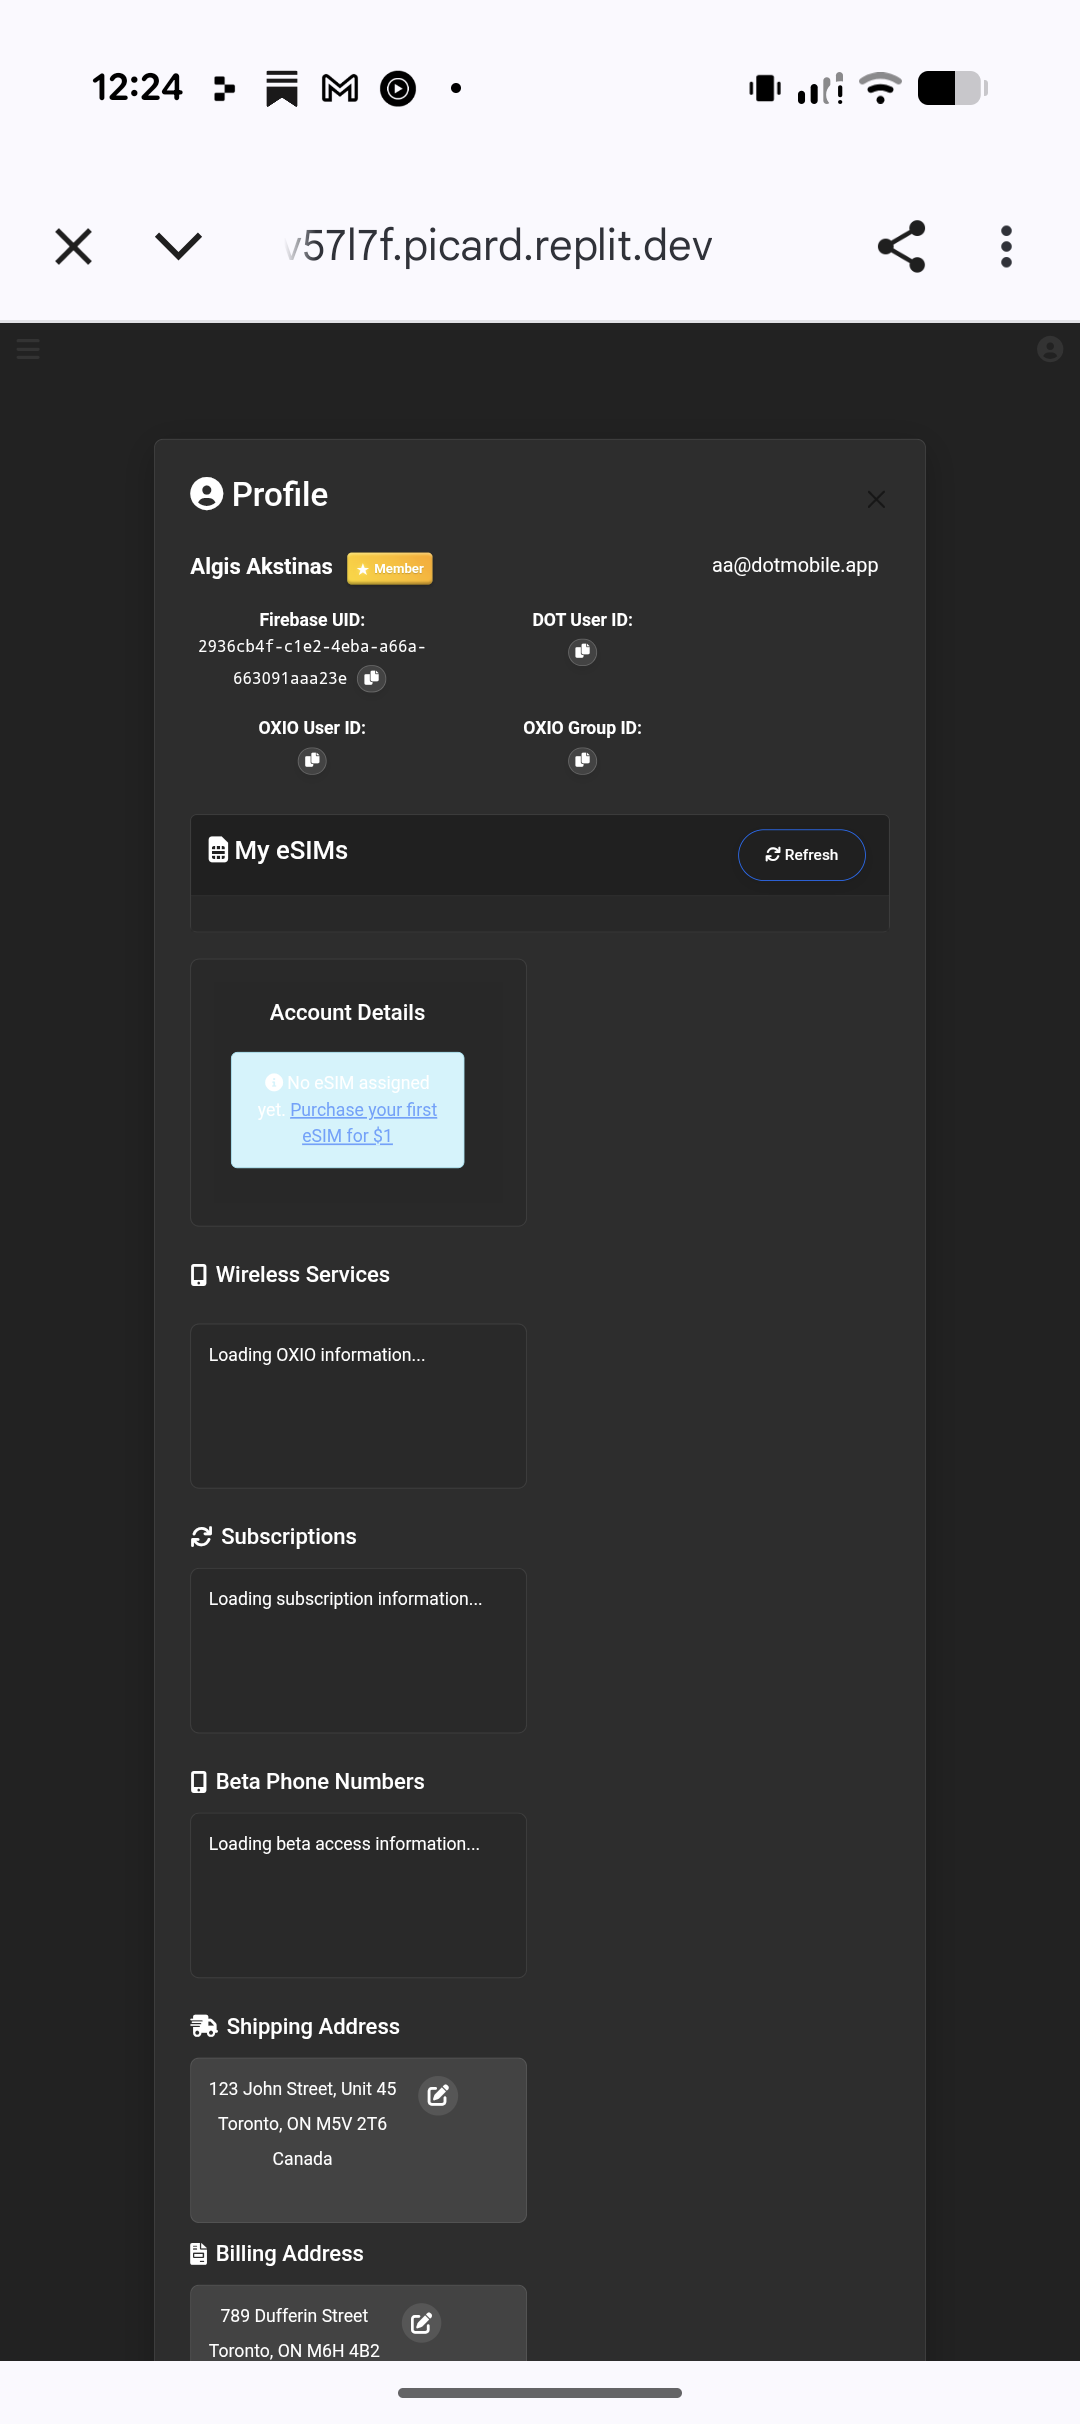 12:24
v57l7f.picard.replit.dev
Profile
Algis Akstinas
Member
aa@dotmobile.app
Firebase UID:
2936cb4f-c1e2-4eba-a66a-
663091aaa23e
DOT User ID:
OXIO User ID:
OXIO Group ID:
My eSIMs
Refresh
Account Details
No eSIM assigned
yet. Purchase your first
eSIM for $1
Wireless Services
Loading OXIO information...
Subscriptions
Loading subscription information...
Beta Phone Numbers
Loading beta access information...
Shipping Address
123 John Street, Unit 45
Toronto, ON M5V 2T6
Canada
Billing Address
789 Dufferin Street
Toronto, ON M6H 4B2